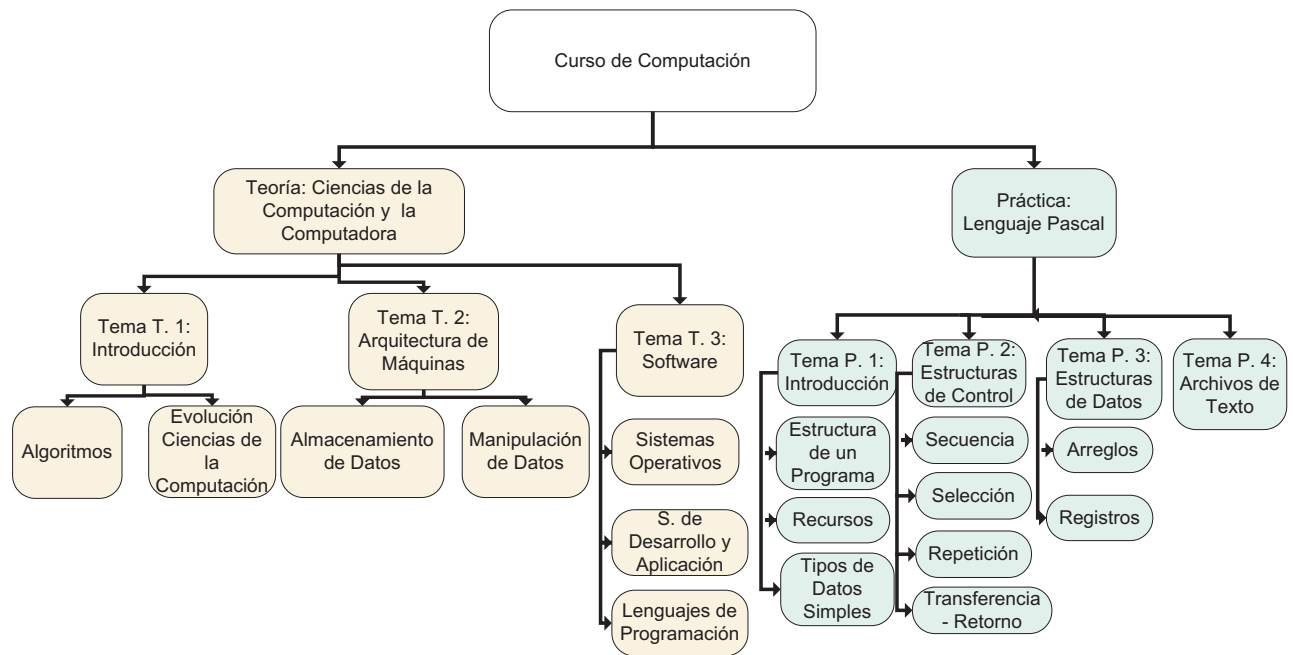 Curso de Computación
Teoría: Ciencias de la
Computación y la
Computadora
Práctica:
Lenguaje Pascal
Tema T. 1:
Introducción
Tema T. 2:
Arquitectura de
Máquinas
Tema T. 3:
Software
Tema P. 1:
Introducción
Tema P. 2:
Estructuras
de Control
Tema P. 3:
Estructuras
de Datos
Tema P. 4:
Archivos de
Texto
Algoritmos
Evolución
Ciencias de
la
Computación
Almacenamiento
de Datos
Manipulación
de Datos
Sistemas
Operativos
S. de
Desarrollo y
Aplicación
Lenguajes de
Programación
Estructura
de un
Programa
Recursos
Tipos de
Datos
Simples
Secuencia
Selección
Repetición
Transferencia
- Retorno
Arreglos
Registros